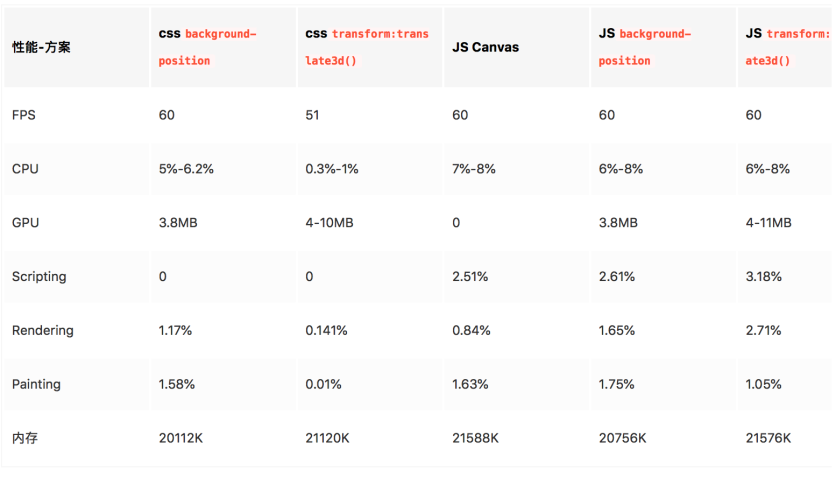 性能-方案 css background-position css transform:translate3d() JS Canvas JS background-position JS transform: ate3d()
FPS 60 51 60 60 60
CPU 5%-6.2% 0.3%-1% 7%-8% 6%-8% 6%-8%
GPU 3.8MB 4-10MB 0 3.8MB 4-11MB
Scripting 0 0 2.51% 2.61% 3.18%
Rendering 1.17% 0.141% 0.84% 1.65% 2.71%
Painting 1.58% 0.01% 1.63% 1.75% 1.05%
内存 20112K 21120K 21588K 20756K 21576K